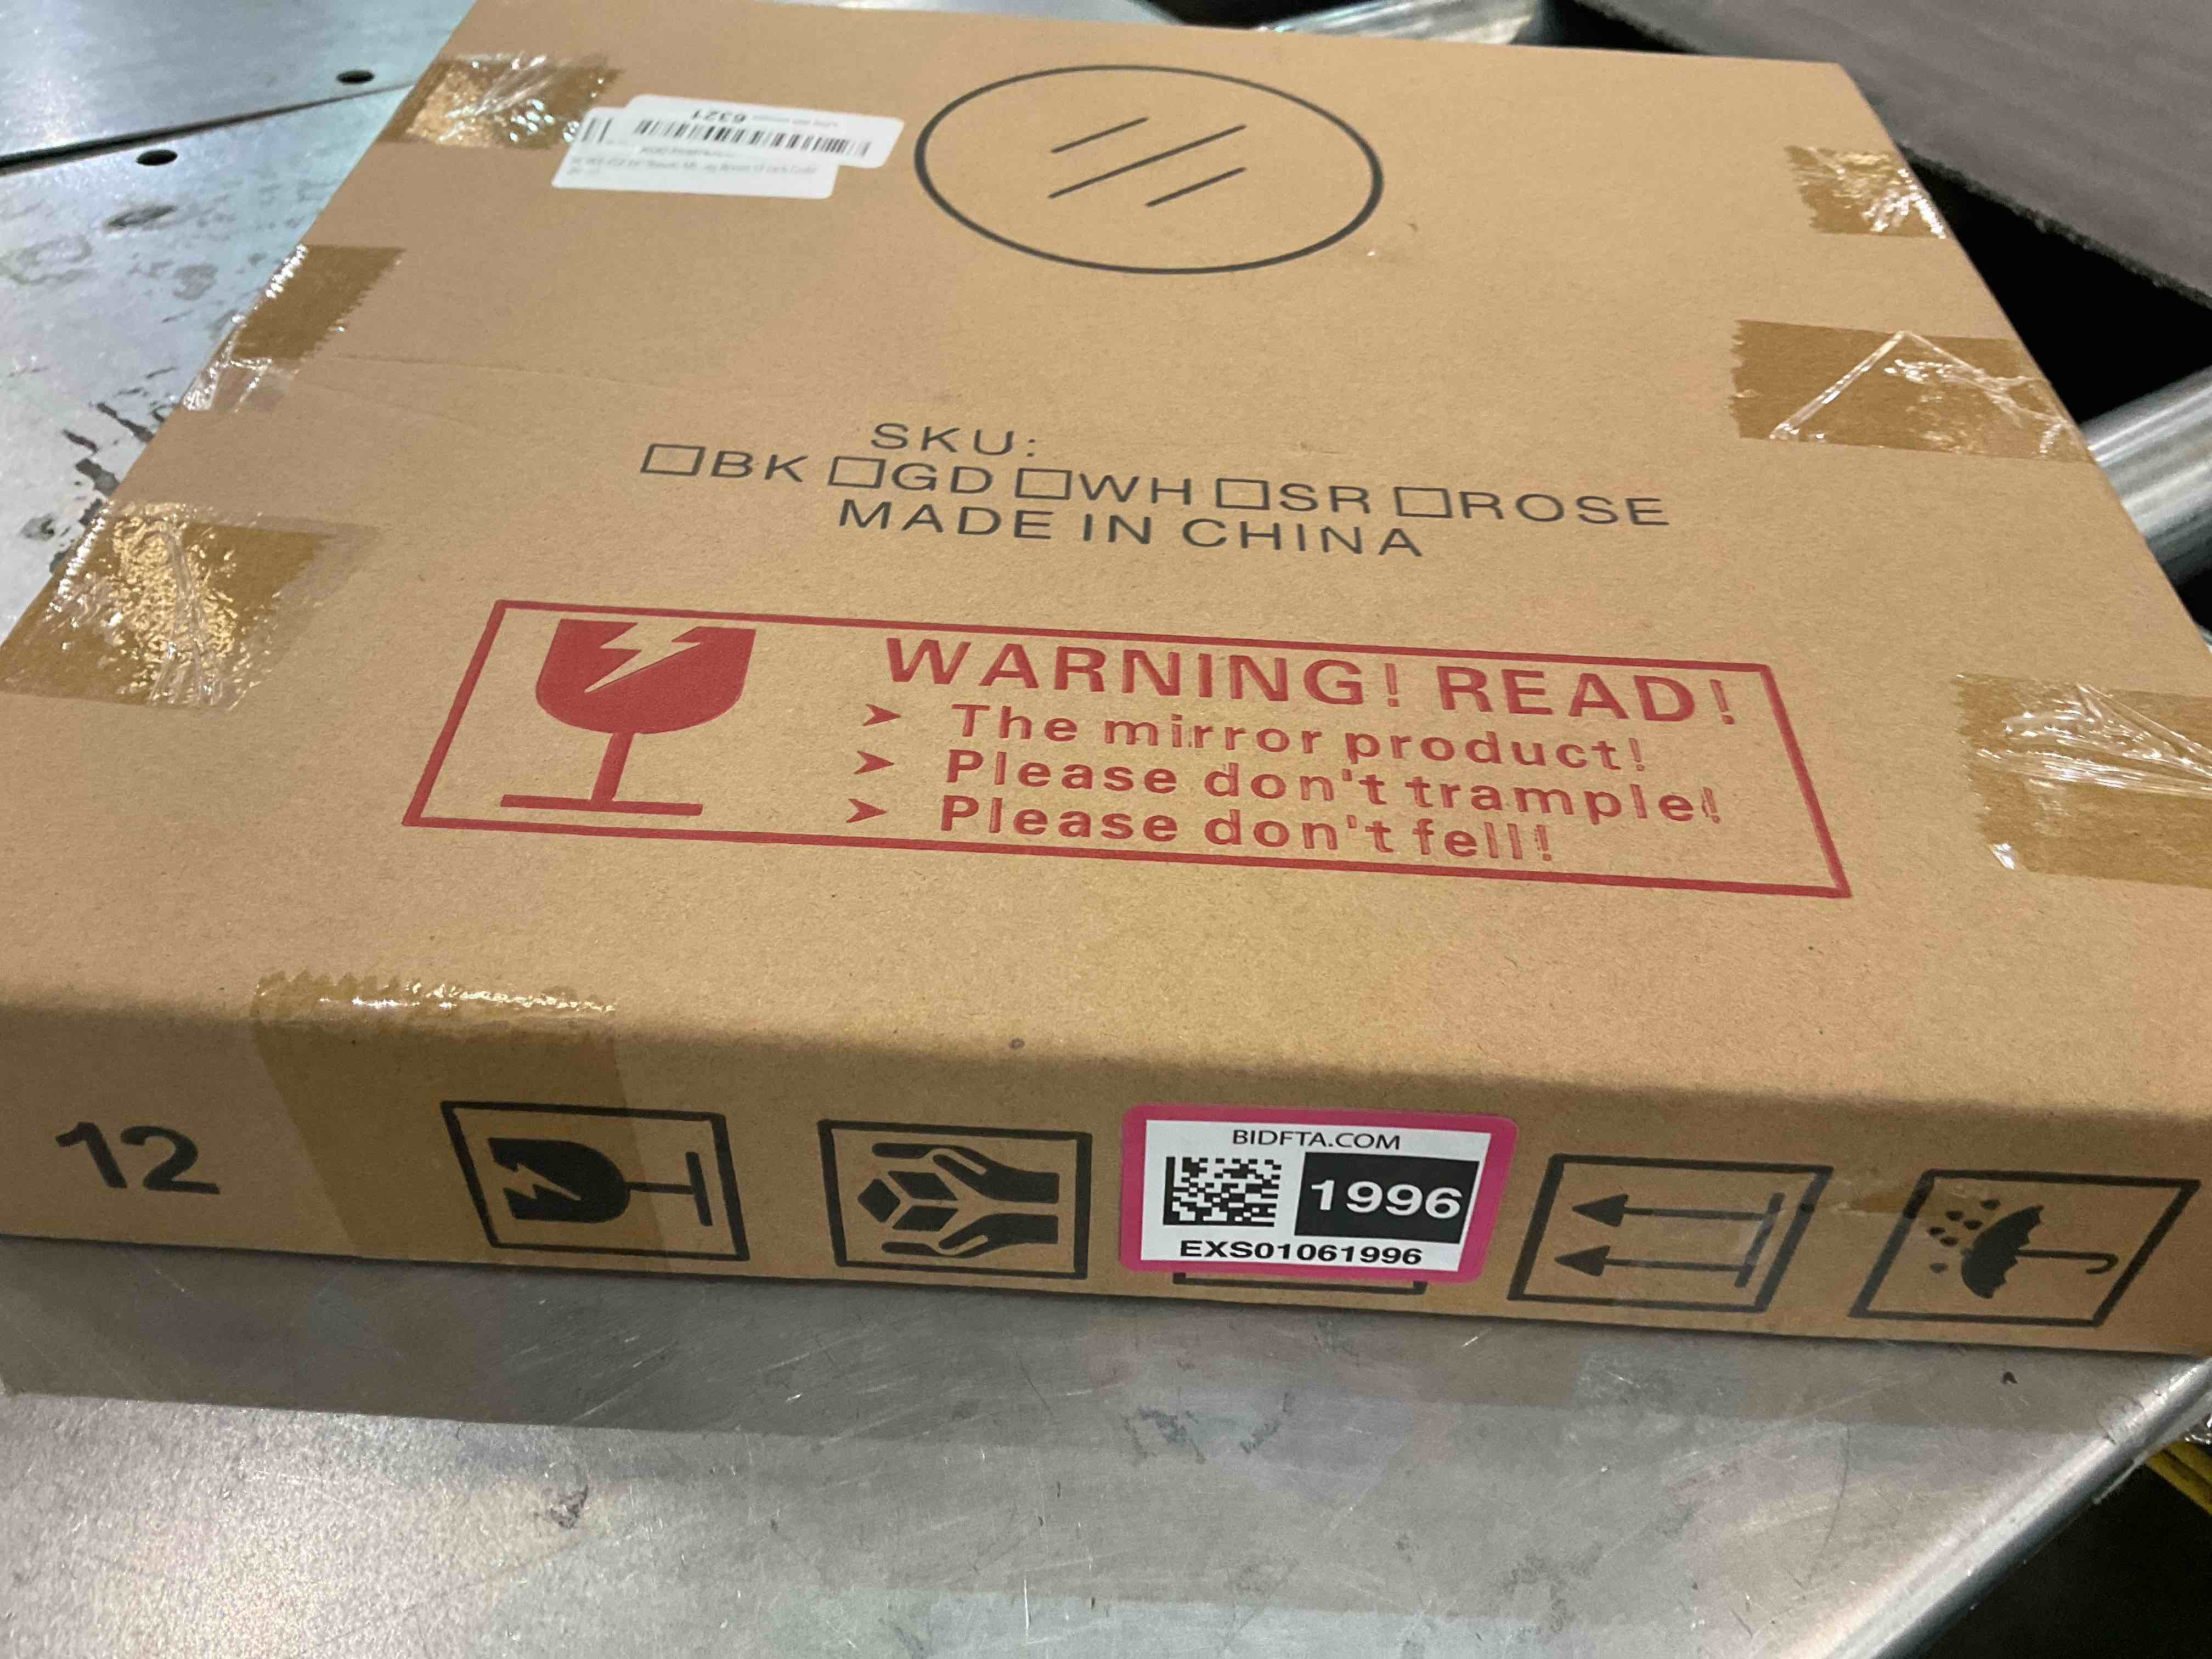 6321
SKU:
☐BK ☐GD ☐WH ☐SR ☐ROSE
MADE IN CHINA
WARNING! READ!
➤ The mirror product!
➤ Please don't trample!
➤ Please don't fell!
12
BIDFTA.COM
1996
EXS01061996